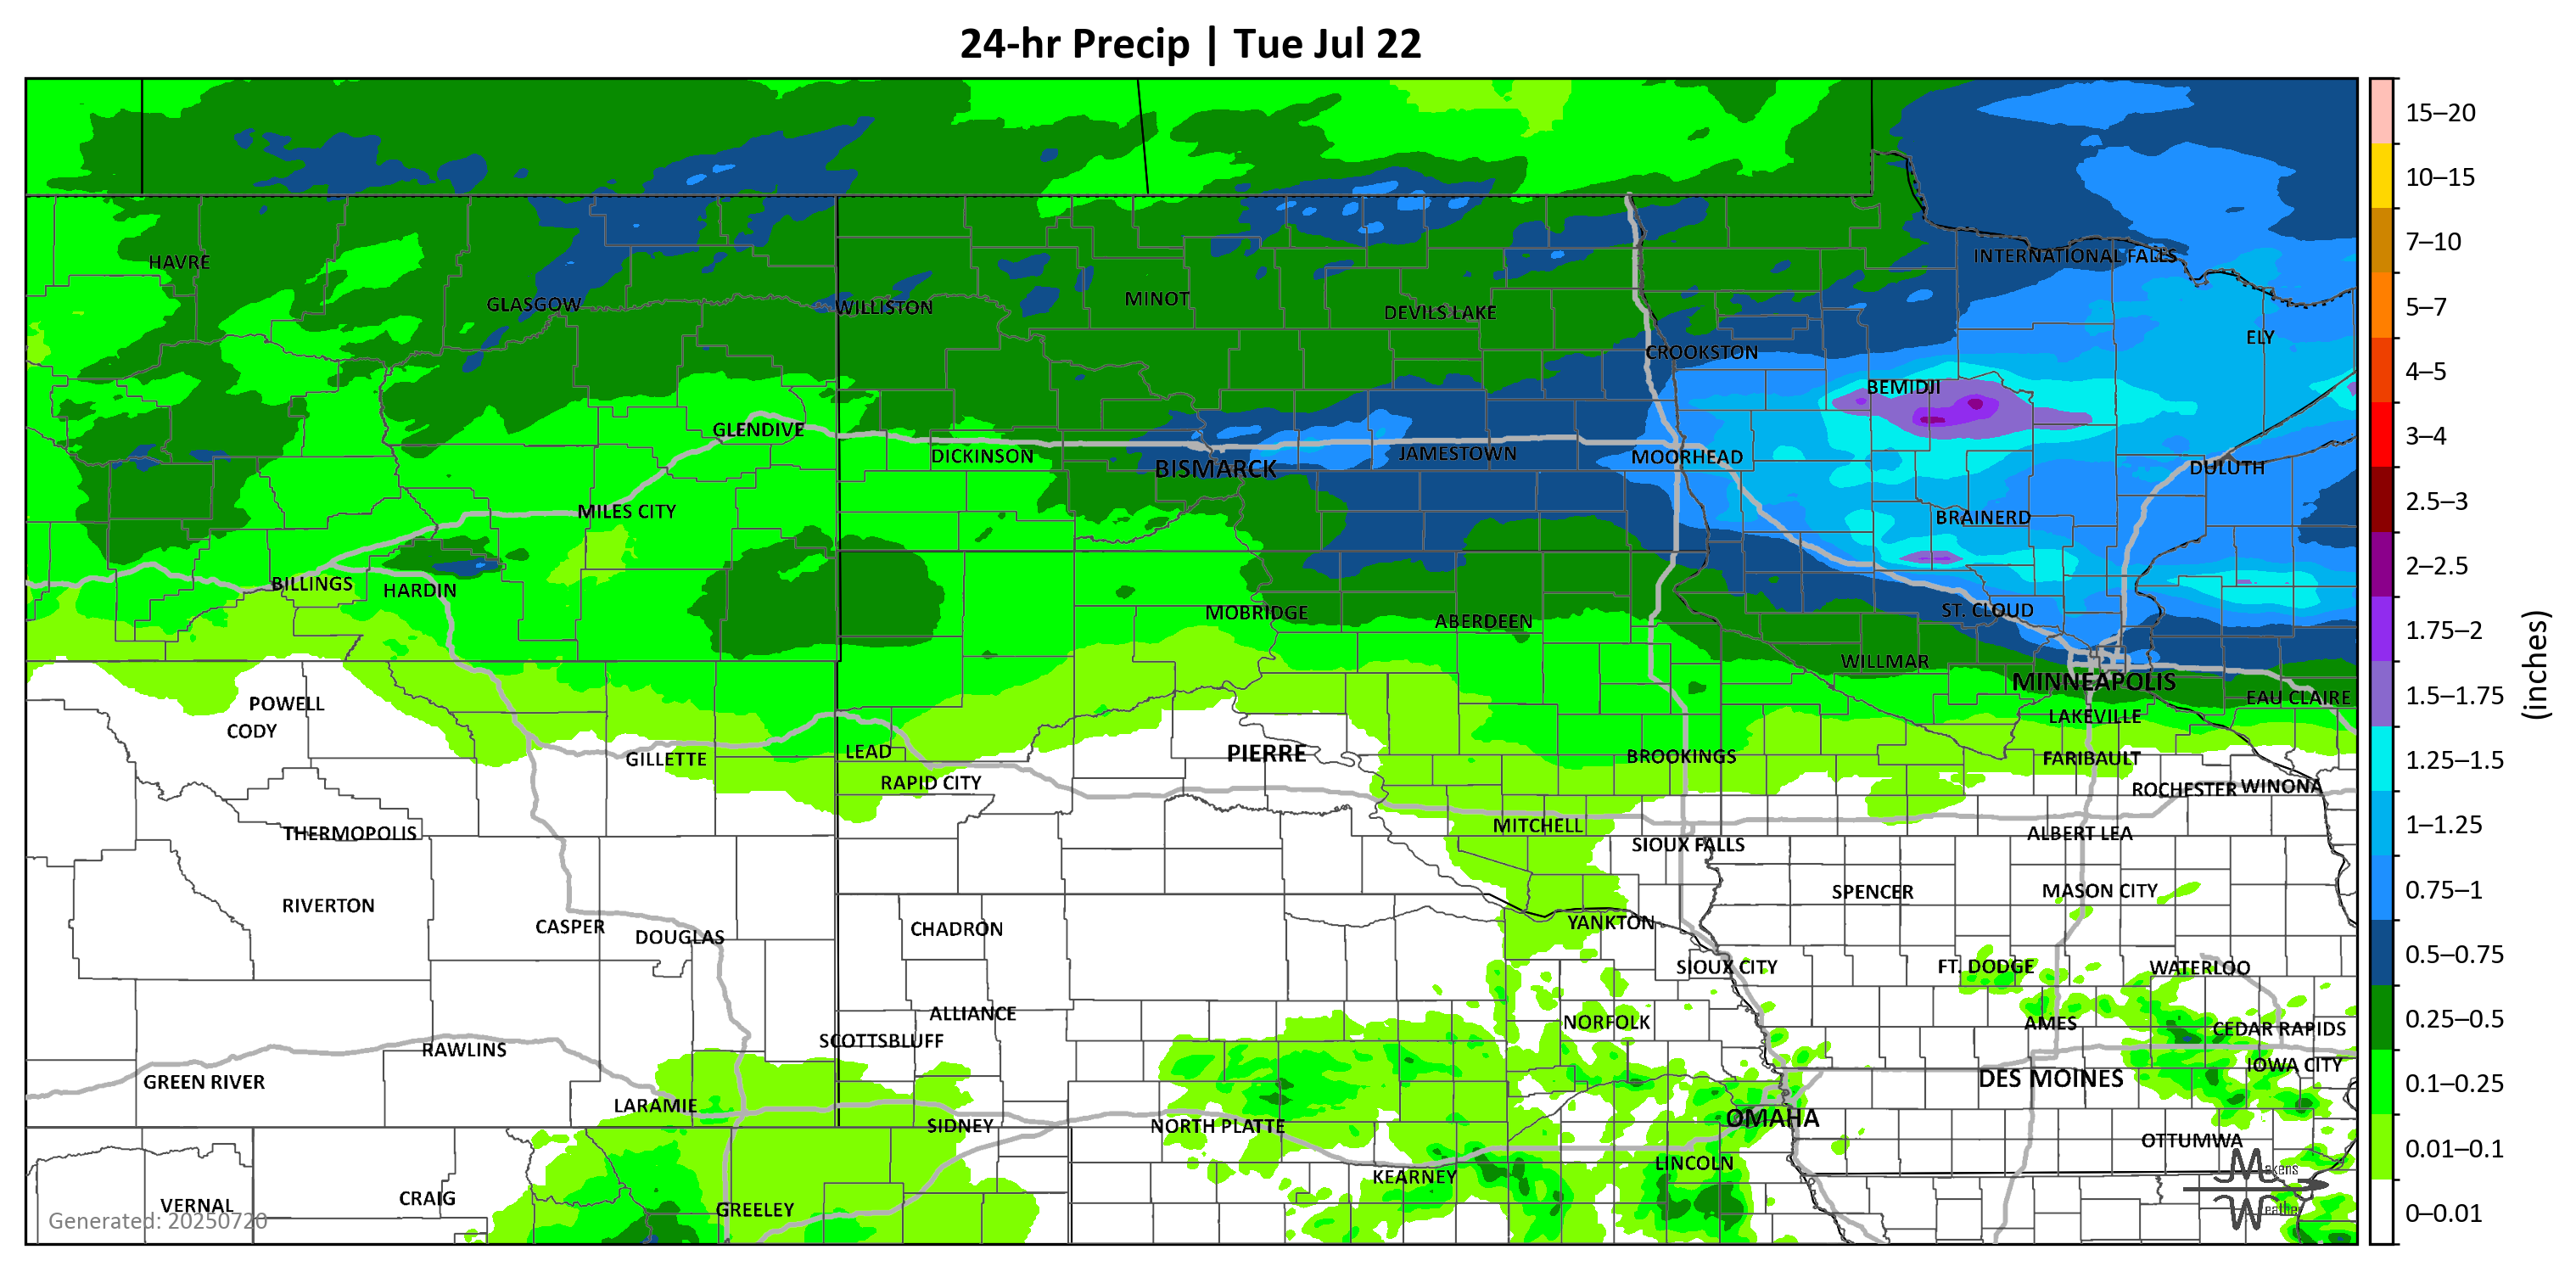 24-hr Precip | Tue Jul 22
15–20
10–15
HAVRE
7–10
INTERNATIONAL FALLS
GLASGOW
WILLISTON
MINOT
DEVILS LAKE
5–7
ELY
CROOKSTON
4–5
BEMIDJI
GLENDIVE
3–4
DICKINSON
BISMARCK
JAMESTOWN
MOORHEAD
DULUTH
2.5–3
MILES CITY
BRAINERD
2–2.5
BILLINGS
HARDIN
MOBRIDGE
ABERDEEN
ST. CLOUD
1.75–2
WILLMAR
MINNEAPOLIS
(inches)
POWELL
EAU CLAIRE
1.5–1.75
CODY
LAKEVILLE
GILLETTE
LEAD
PIERRE
BROOKINGS
FARIBAULT
1.25–1.5
RAPID CITY
ROCHESTER
WINONA
THERMOPOLIS
MITCHELL
SIOUX FALLS
ALBERT LEA
1–1.25
RIVERTON
SPENCER
MASON CITY
0.75–1
CASPER
DOUGLAS
CHADRON
YANKTON
SIOUX CITY
FT. DODGE
WATERLOO
0.5–0.75
ALLIANCE
NORFOLK
AMES
CEDAR RAPIDS
0.25–0.5
RAWLINS
SCOTTSBLUFF
GREEN RIVER
DES MOINES
IOWA CITY
0.1–0.25
LARAMIE
SIDNEY
NORTH PLATTE
OMAHA
OTTUMWA
0.01–0.1
KEARNEY
LINCOLN
Makens
Weather
VERNAL
CRAIG
GREELEY
Generated: 20250720
0–0.01